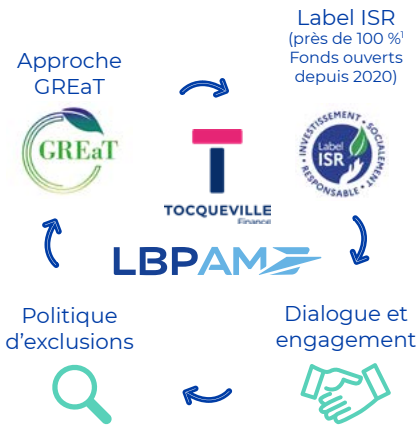 Approche
GREaT
Label ISR
(près de 100 %¹
Fonds ouverts
depuis 2020)
GREaT
TOCQUEVILLE
Finance
INVESTISSEMENT • SOCIALEMENT • RESPONSABLE •
Label
ISR
LBPAM
Politique
d'exclusions
Dialogue et
engagement